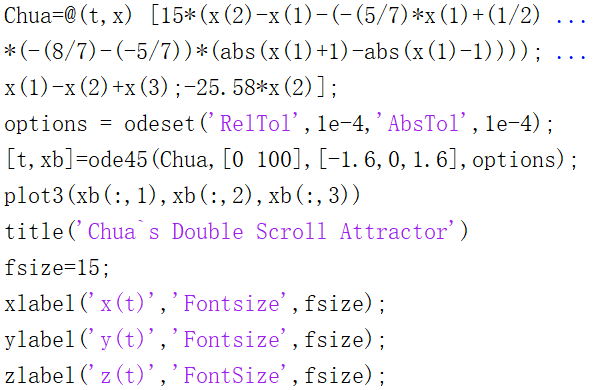 Chua=@(t,x) [15*(x(2)-x(1)-(-(5/7)*x(1)+(1/2) ...
*(-(8/7)-(-5/7))*(abs(x(1)+1)-abs(x(1)-1)))); ...
x(1)-x(2)+x(3);-25.58*x(2)];
options = odeset('RelTol',1e-4,'AbsTol',1e-4);
[t,xb]=ode45(Chua,[0 100],[-1.6,0,1.6],options);
plot3(xb(:,1),xb(:,2),xb(:,3))
title('Chua`s Double Scroll Attractor')
fsize=15;
xlabel('x(t)','Fontsize',fsize);
ylabel('y(t)','Fontsize',fsize);
zlabel('z(t)','FontSize',fsize);